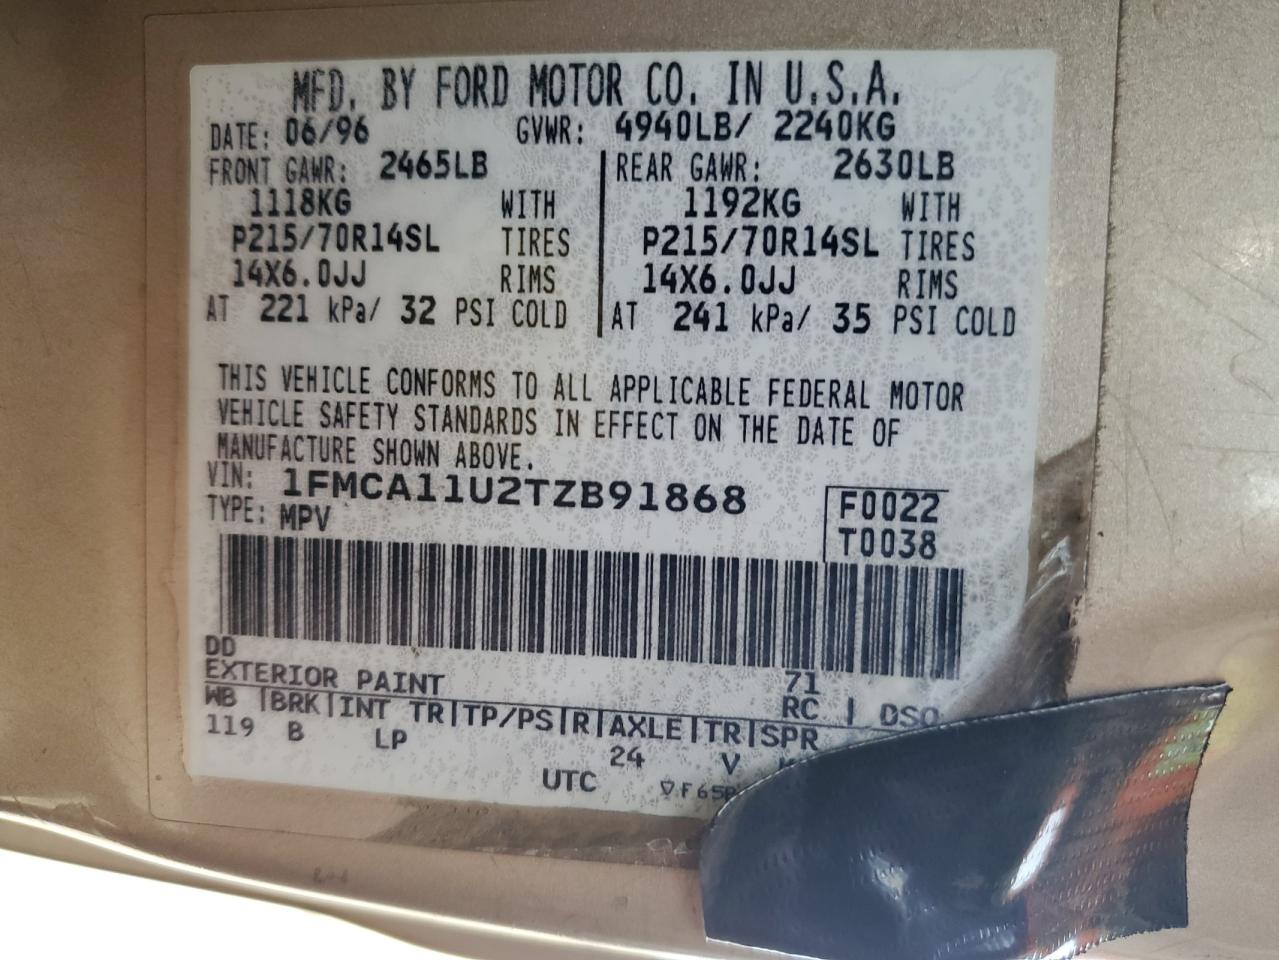 MFD. BY FORD MOTOR CO. IN U.S.A.
DATE: 06/96 GVWR: 4940LB/ 2240KG
FRONT GAWR: 2465LB REAR GAWR: 2630LB
1118KG WITH 1192KG WITH
P215/70R14SL TIRES P215/70R14SL TIRES
14X6.0JJ RIMS 14X6.0JJ RIMS
AT 221 kPa/ 32 PSI COLD AT 241 kPa/ 35 PSI COLD
THIS VEHICLE CONFORMS TO ALL APPLICABLE FEDERAL MOTOR
VEHICLE SAFETY STANDARDS IN EFFECT ON THE DATE OF
MANUFACTURE SHOWN ABOVE.
VIN: 1FMCA11U2TZB91868 F0022
TYPE: MPV T0038
DD
EXTERIOR PAINT 71
WB |BRK|INT TR|TP/PS|R|AXLE|TR|SPR RC | DSO
119 B LP 24 V
UTC